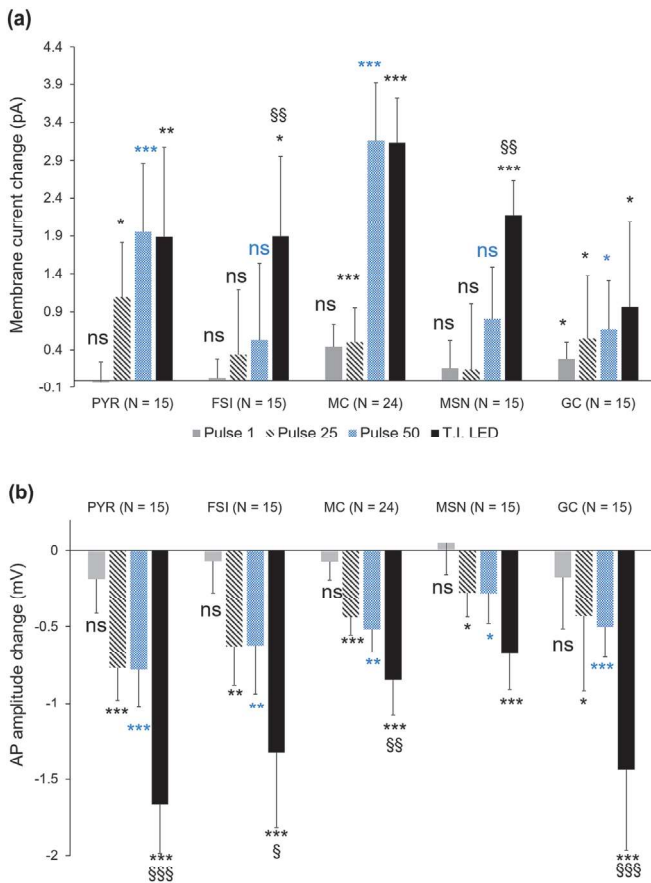 (a)
Membrane current change (pA)
4.4
3.9
3.4
2.9
2.4
1.9
1.4
0.9
0.4
-0.1
ns * *** **
ns ns ns * §§
ns *** *** ***
ns ns ns *** §§
* * * *
PYR (N = 15) FSI (N = 15) MC (N = 24) MSN (N = 15) GC (N = 15)
Pulse 1 Pulse 25 Pulse 50 T.I. LED
(b)
PYR (N = 15) FSI (N = 15) MC (N = 24) MSN (N = 15) GC (N = 15)
AP amplitude change (mV)
0
-0.5
-1
-1.5
-2
ns *** *** *** §§§
ns ** ** *** §
ns *** ** *** §§
ns * * ***
ns * *** *** §§§